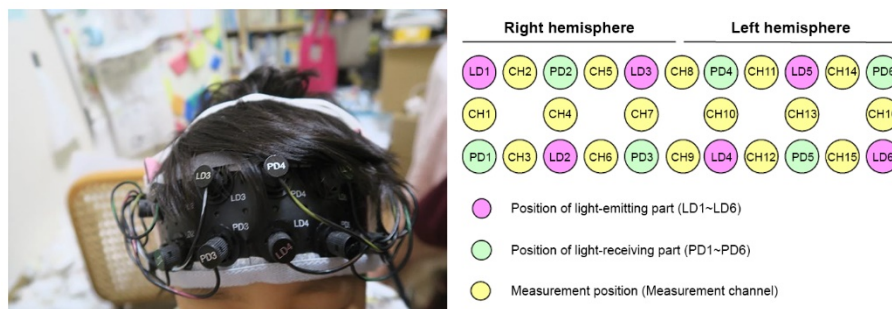 LD3
PD4
LD3
PD4
PD3
LD4
PD3
LD4
Right hemisphere Left hemisphere
LD1 CH2 PD2 CH5 LD3 CH8 PD4 CH11 LD5 CH14 PD6
CH1 CH4 CH7 CH10 CH13 CH16
PD1 CH3 LD2 CH6 PD3 CH9 LD4 CH12 PD5 CH15 LD6
Position of light-emitting part (LD1~LD6)
Position of light-receiving part (PD1~PD6)
Measurement position (Measurement channel)